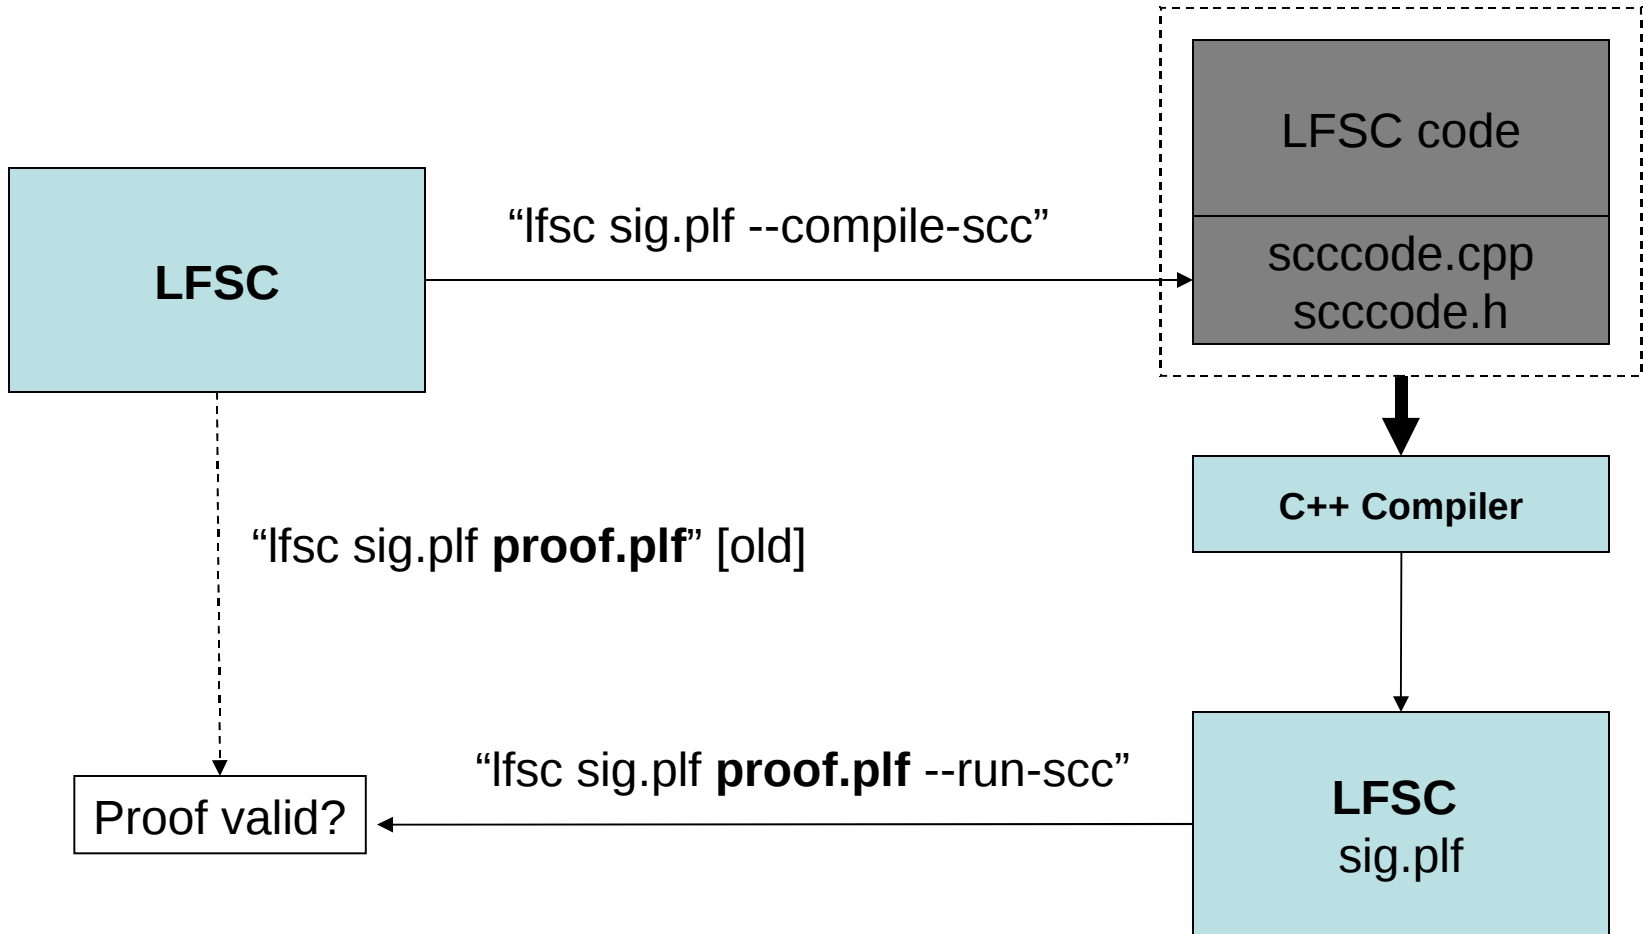 LFSC code
“lfsc sig.plf --compile-scc”
LFSC
scccode.cpp
scccode.h
C++ Compiler
“lfsc sig.plf proof.plf” [old]
“lfsc sig.plf proof.plf --run-scc”
Proof valid?
LFSC
sig.plf